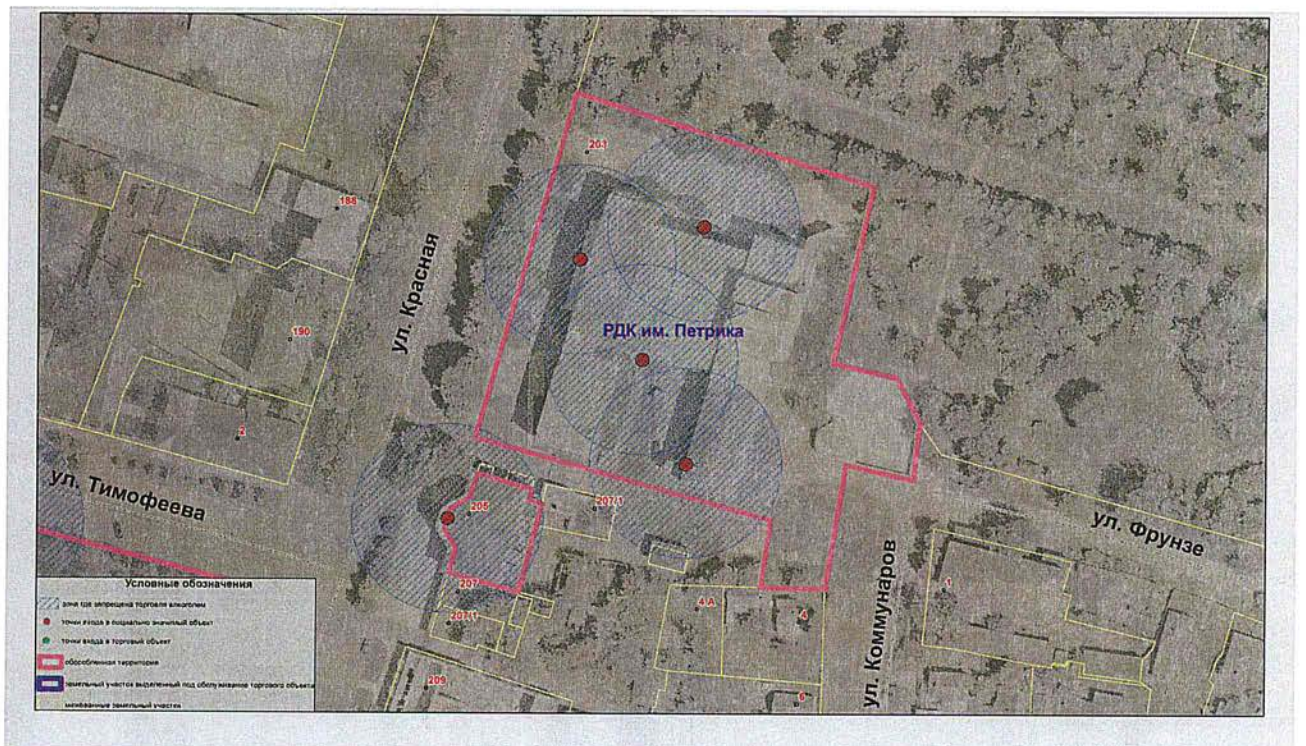 201
188
ул. Красная
РДК им. Петрика
190
2
ул. Тимофеева
205
207/1
ул. Фрунзе
207
207/1
4 А
4
1
ул. Коммунаров
209
6
Условные обозначения
зона где запрещена торговля алкоголем
точки входа в социально значимый объект
точки входа в торговый объект
обособленная территория
земельный участок выделенный под обслуживание торгового объекта
межеванные земельный участок